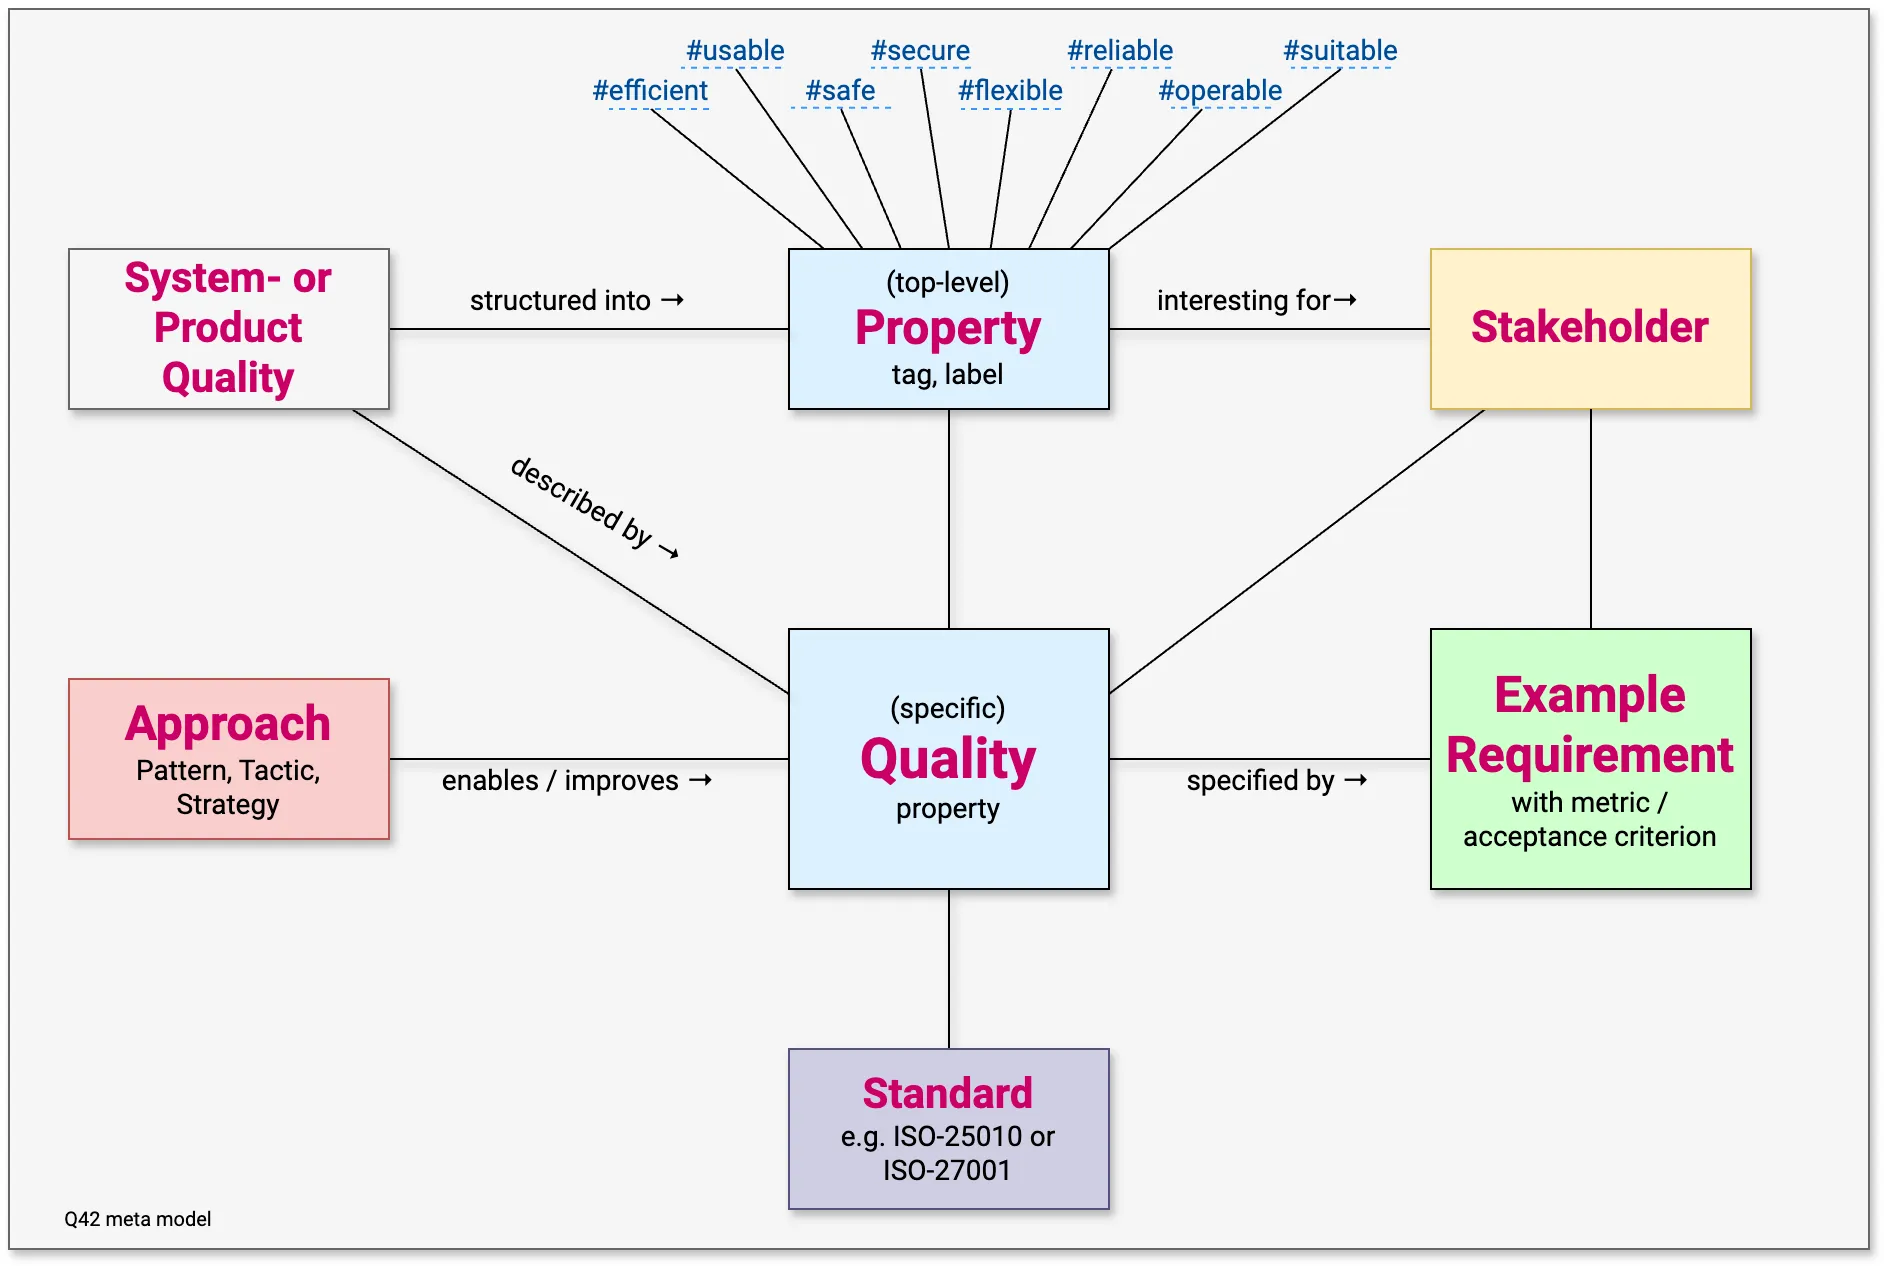 #usable #secure #reliable #suitable
#efficient #safe #flexible #operable
System- or
Product
Quality
structured into →
(top-level)
Property
tag, label
interesting for→
Stakeholder
described by →
Approach
Pattern, Tactic,
Strategy
enables / improves →
(specific)
Quality
property
specified by →
Example
Requirement
with metric /
acceptance criterion
Standard
e.g. ISO-25010 or
ISO-27001
Q42 meta model